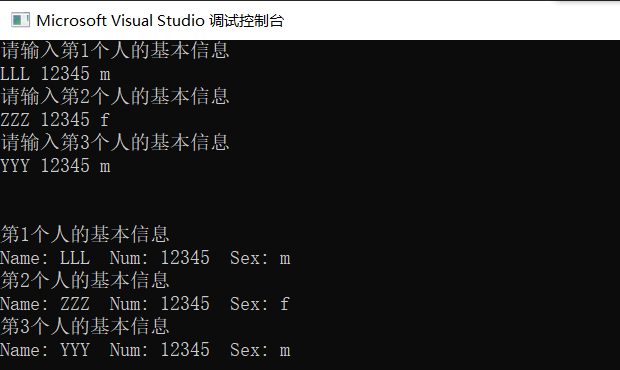 Microsoft Visual Studio 调试控制台
请输入第1个人的基本信息
LLL 12345 m
请输入第2个人的基本信息
ZZZ 12345 f
请输入第3个人的基本信息
YYY 12345 m
第1个人的基本信息
Name: LLL  Num: 12345  Sex: m
第2个人的基本信息
Name: ZZZ  Num: 12345  Sex: f
第3个人的基本信息
Name: YYY  Num: 12345  Sex: m